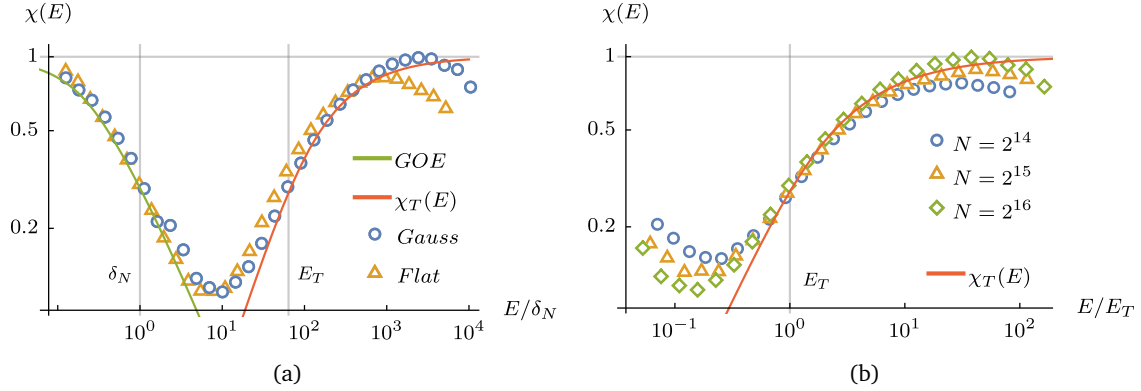 χ(E)
1
0.5
0.2
GOE
χ_T(E)
Gauss
Flat
δ_N
E_T
10^0
10^1
10^2
10^3
10^4
E/δ_N
(a)
χ(E)
1
0.5
0.2
N = 2^14
N = 2^15
N = 2^16
χ_T(E)
E_T
10^−1
10^0
10^1
10^2
E/E_T
(b)